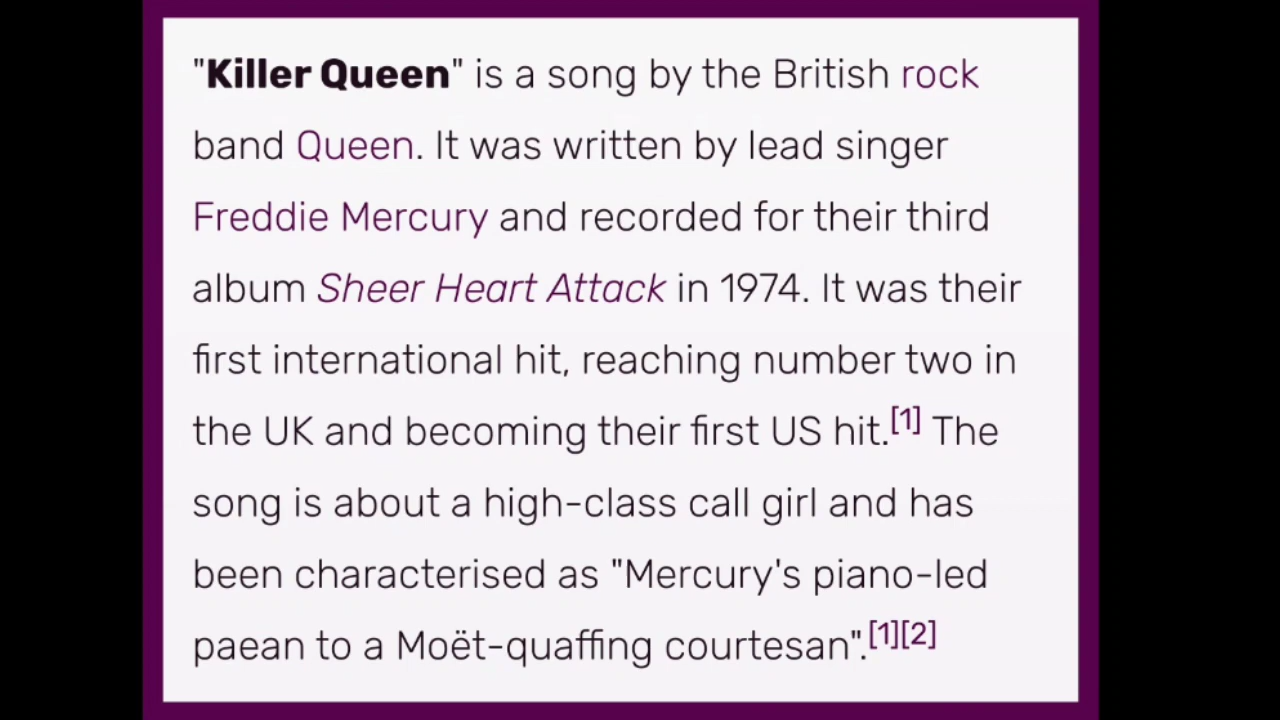 "Killer Queen" is a song by the British rock
band Queen. It was written by lead singer
Freddie Mercury and recorded for their third
album Sheer Heart Attack in 1974. It was their
first international hit, reaching number two in
the UK and becoming their first US hit.[1] The
song is about a high-class call girl and has
been characterised as "Mercury's piano-led
paean to a Moët-quaffing courtesan".[1][2]